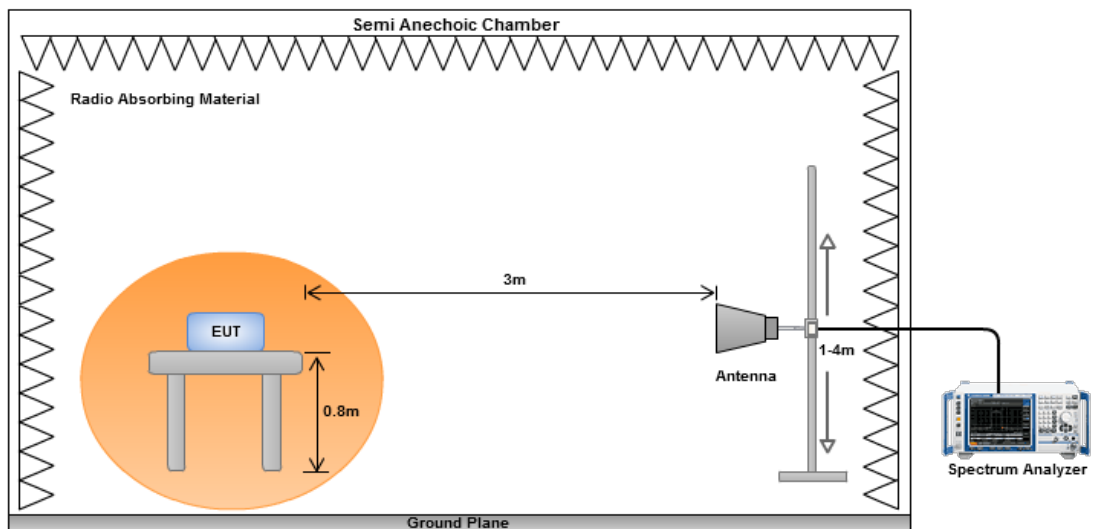 Semi Anechoic Chamber
Radio Absorbing Material
3m
EUT
0.8m
Antenna
1-4m
Spectrum Analyzer
Ground Plane